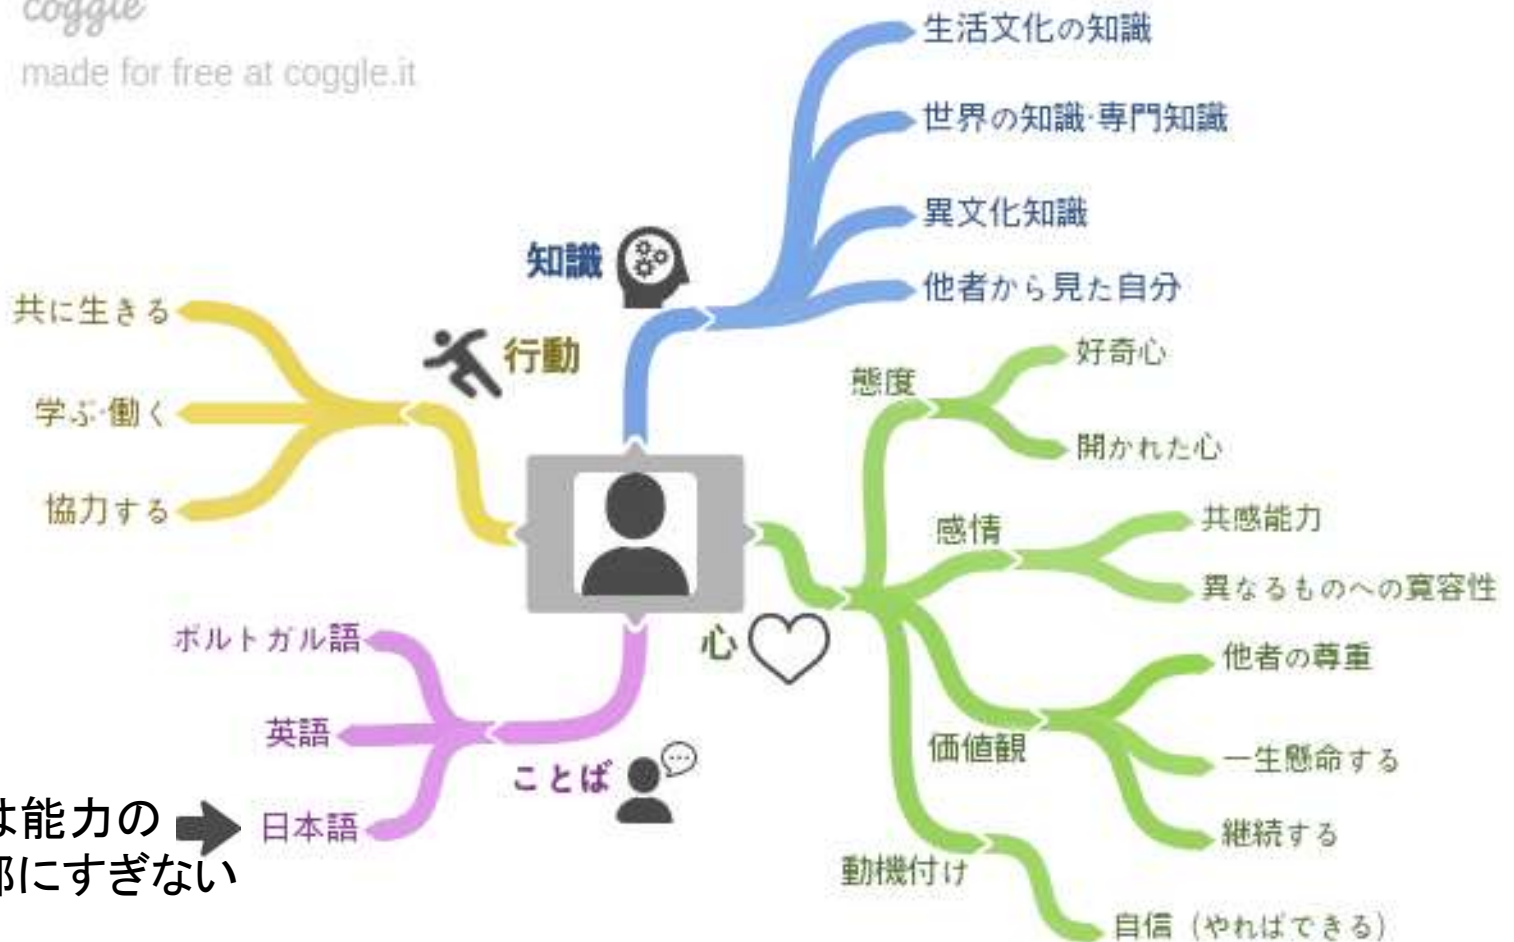 coggle
made for free at coggle.it
知識
生活文化の知識
世界の知識·専門知識
異文化知識
他者から見た自分
行動
共に生きる
学ぶ·働く
協力する
心
態度
好奇心
開かれた心
感情
共感能力
異なるものへの寛容性
価値観
他者の尊重
一生懸命する
継続する
動機付け
自信（やればできる）
ことば
ポルトガル語
英語
日本語
は能力の
部にすぎない